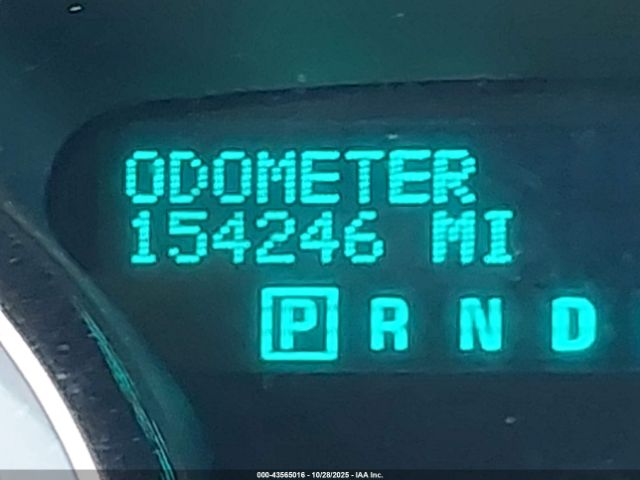 ODOMETER
154246 MI
P R N D
000-43565016 - 10/28/2025 - IAA Inc.